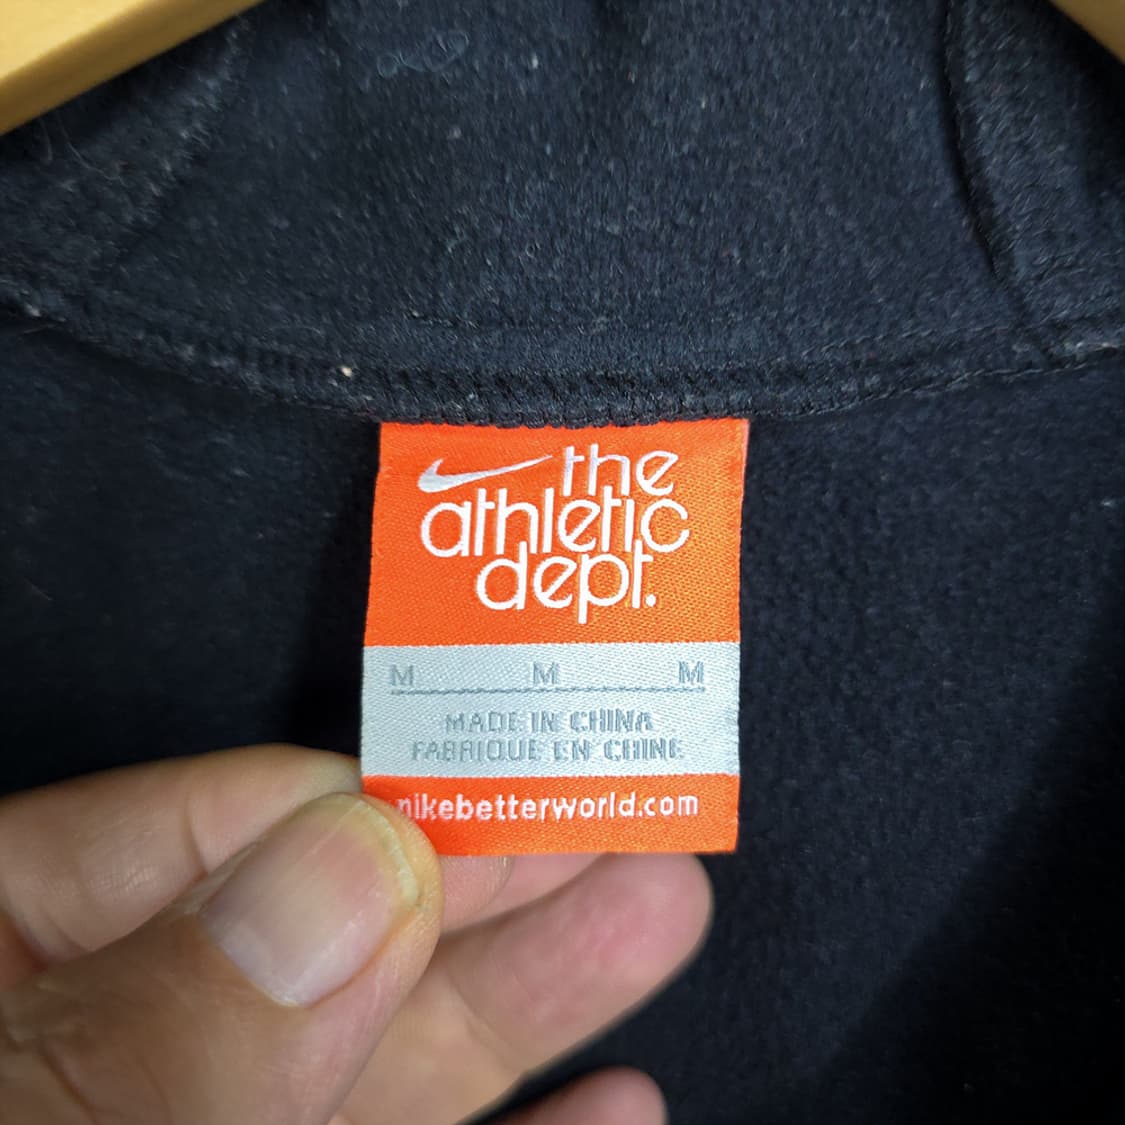 the
athletic
dept.
M M M
MADE IN CHINA
FABRIQUE EN CHINE
nikebetterworld.com